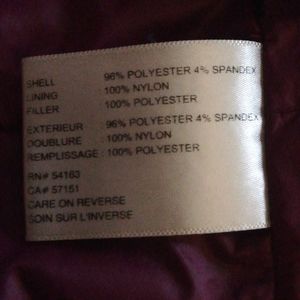 SHELL : 96% POLYESTER 4% SPANDEX
LINING : 100% NYLON
FILLER : 100% POLYESTER
EXTERIEUR : 96% POLYESTER 4% SPANDEX
DOUBLURE : 100% NYLON
REMPLISSAGE : 100% POLYESTER
RN# 54163
CA# 57151
CARE ON REVERSE
SOIN SUR L'INVERSE